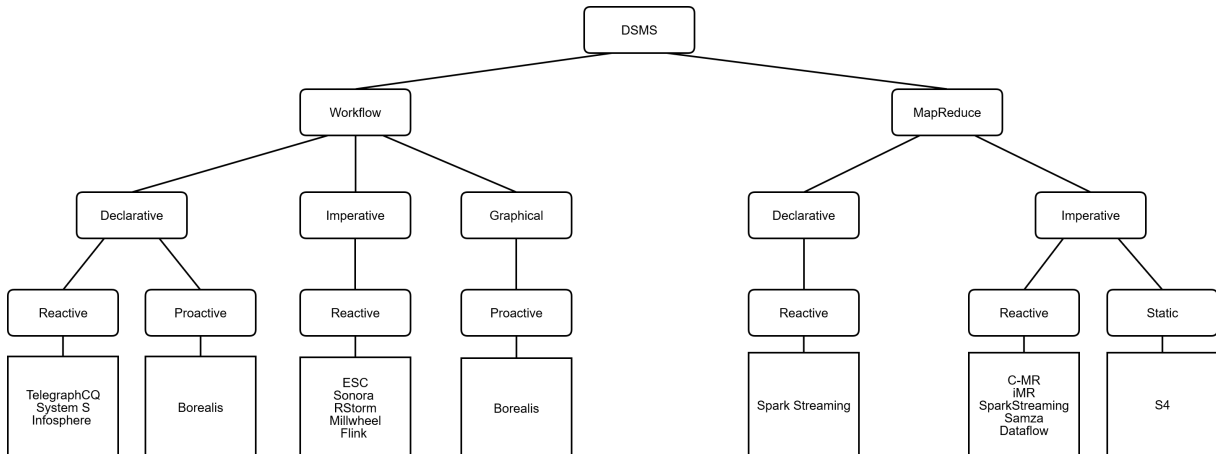 DSMS
Workflow
MapReduce
Declarative
Imperative
Graphical
Declarative
Imperative
Reactive
Proactive
Reactive
Proactive
Reactive
Reactive
Static
TelegraphCQ
System S
Infosphere
Borealis
ESC
Sonora
RStorm
Millwheel
Flink
Borealis
Spark Streaming
C-MR
iMR
SparkStreaming
Samza
Dataflow
S4